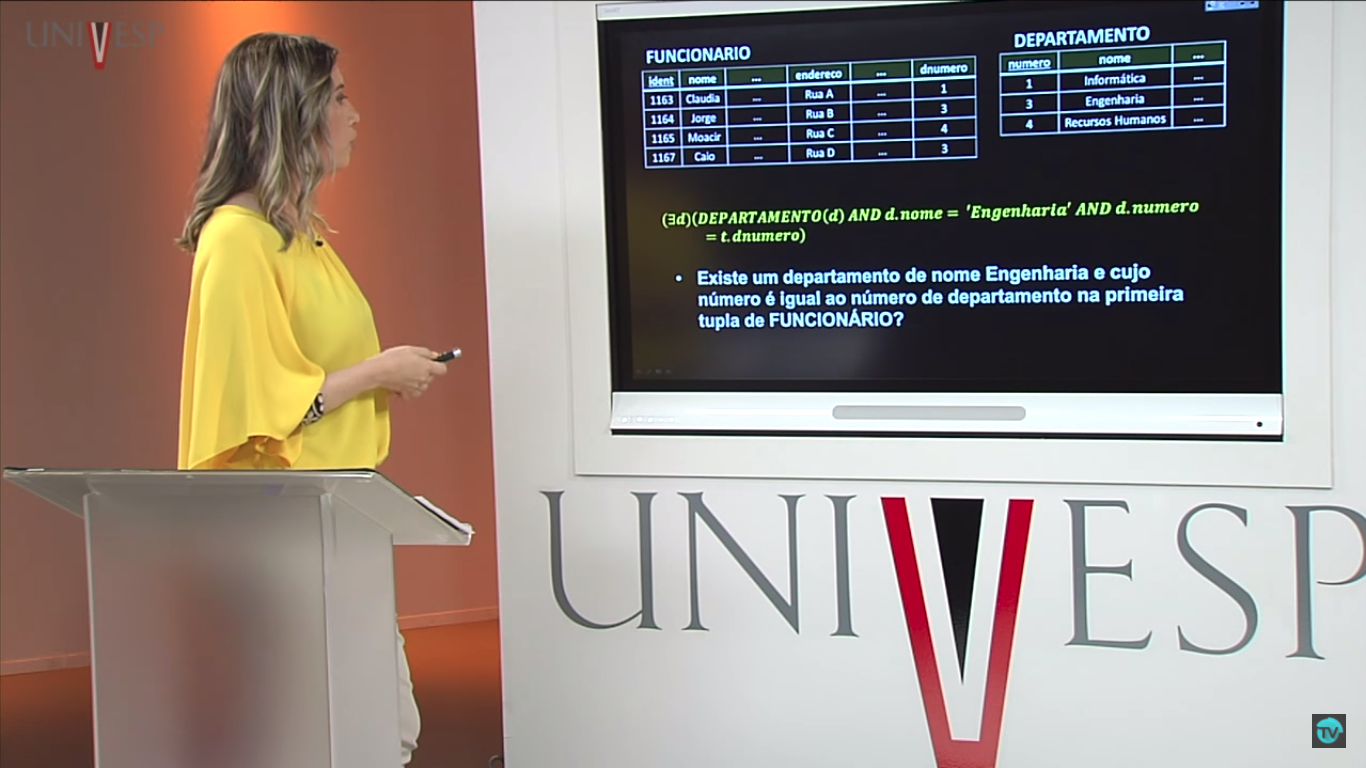 UNIVESP
FUNCIONARIO
ident nome ... endereco ... dnumero
1163 Claudia ... Rua A ... 1
1164 Jorge ... Rua B ... 3
1165 Moacir ... Rua C ... 4
1167 Caio ... Rua D ... 3
DEPARTAMENTO
numero nome ...
1 Informática ...
3 Engenharia ...
4 Recursos Humanos ...
(∃d)(DEPARTAMENTO(d) AND d.nome = 'Engenharia' AND d.numero
= t.dnumero)
• Existe um departamento de nome Engenharia e cujo
número é igual ao número de departamento na primeira
tupla de FUNCIONÁRIO?
UNIVESP
TV